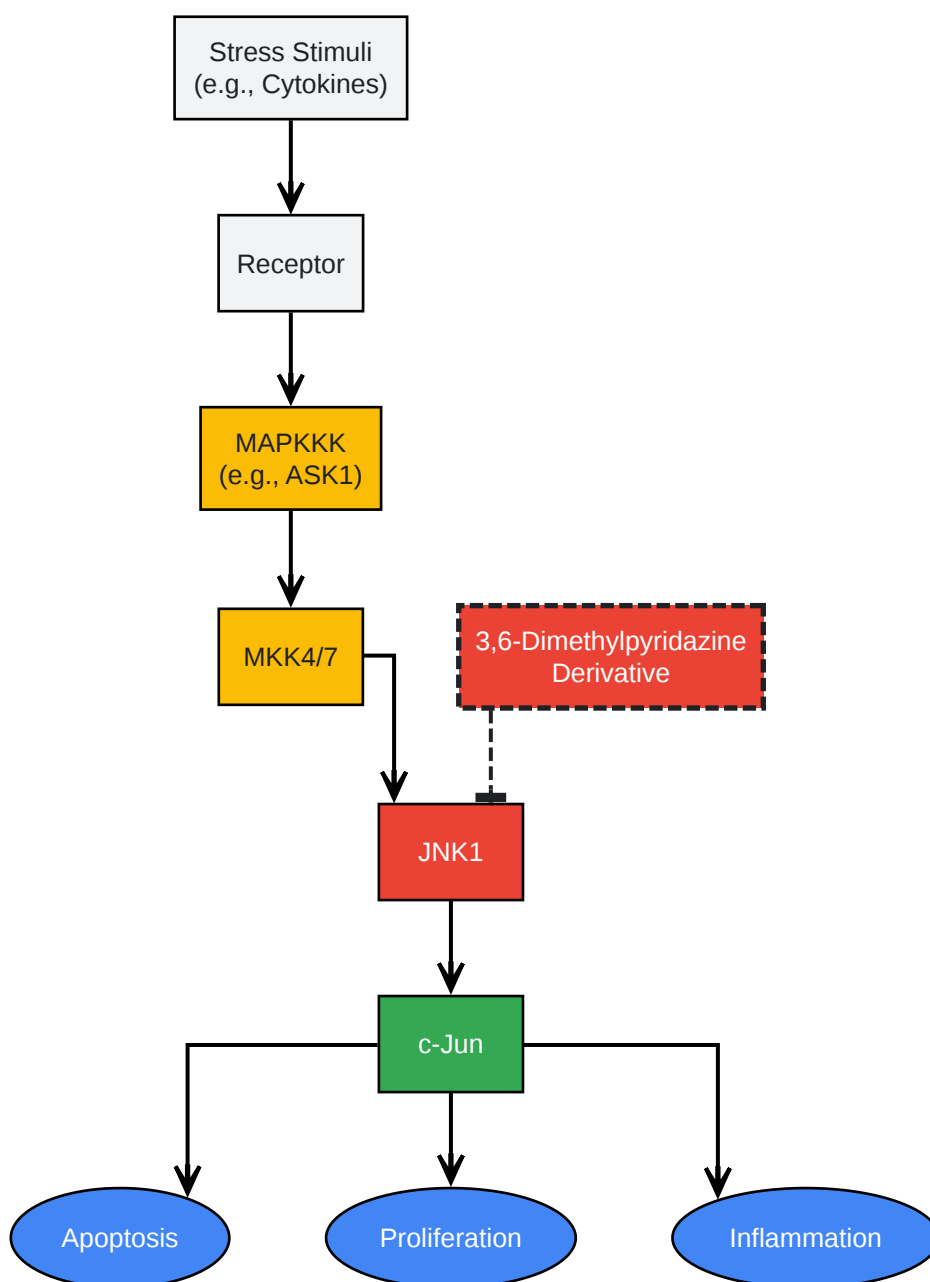 Stress Stimuli
(e.g., Cytokines)
Receptor
MAPKKK
(e.g., ASK1)
MKK4/7
3,6-Dimethylpyridazine
Derivative
JNK1
c-Jun
Apoptosis
Proliferation
Inflammation